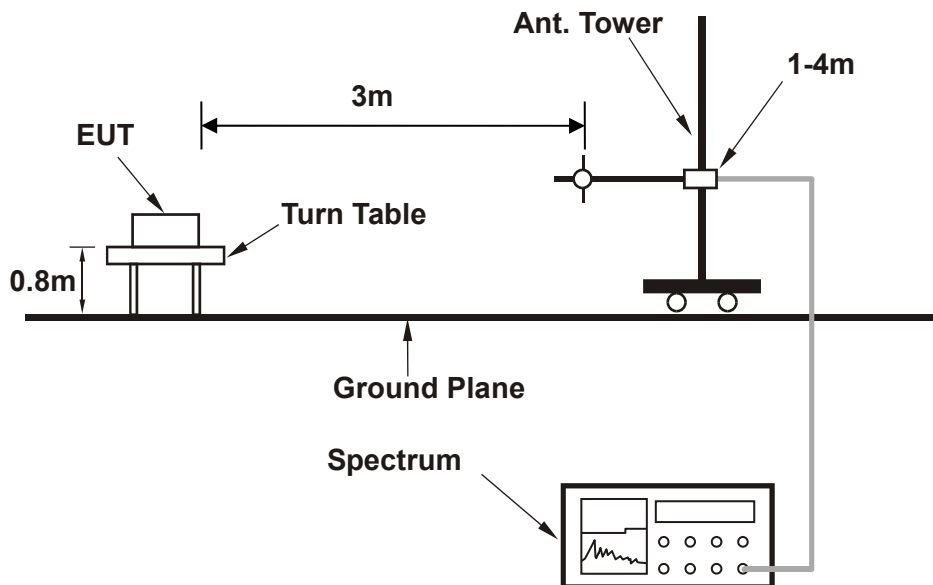 Ant. Tower
1-4m
3m
EUT
Turn Table
0.8m
Ground Plane
Spectrum